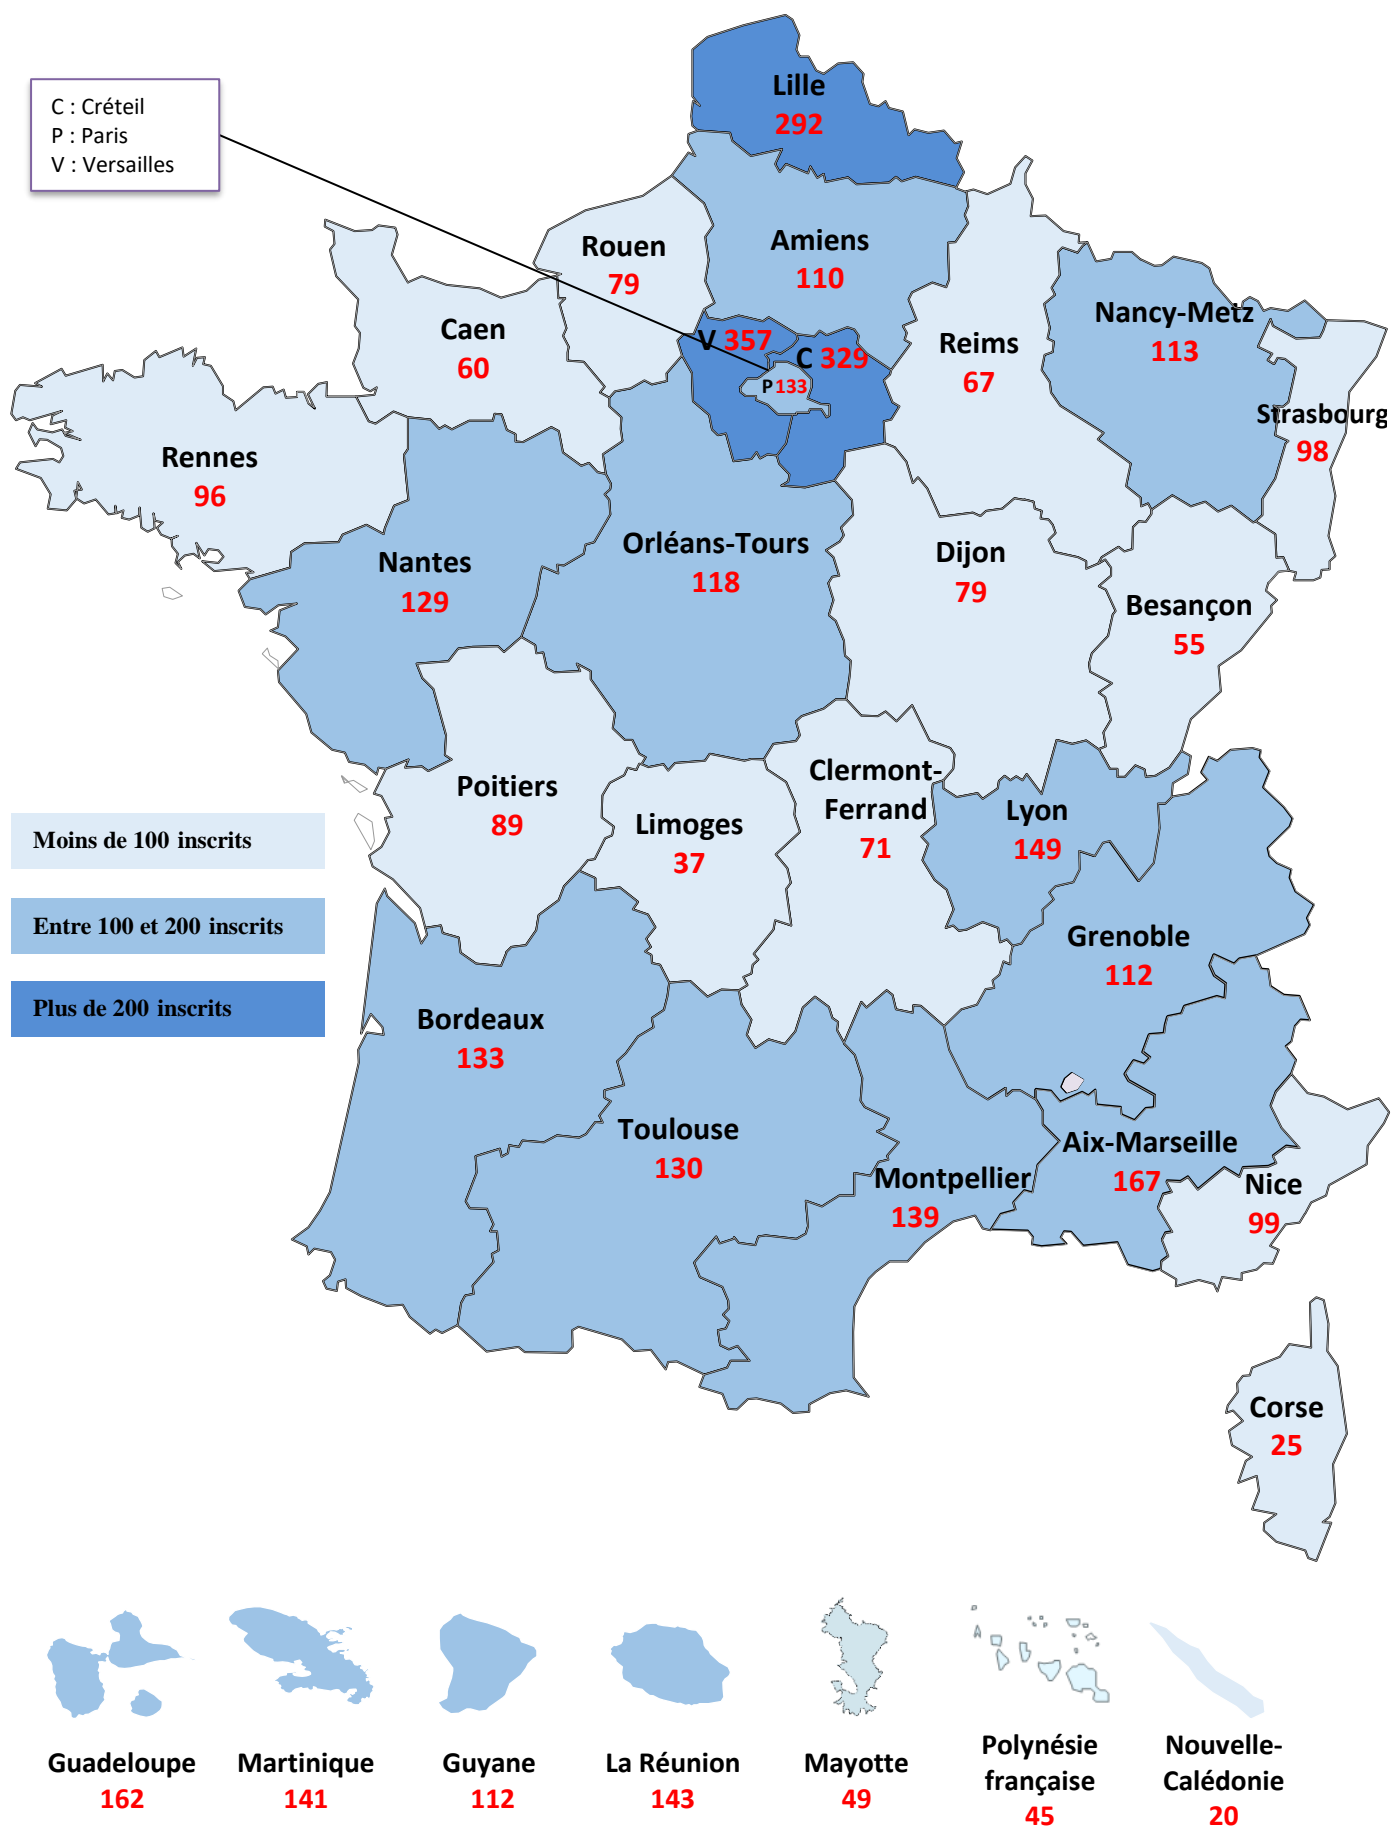 C : Créteil
P : Paris
V : Versailles
Lille
292
Rouen
79
Amiens
110
Caen
60
V 357
C 329
P 133
Reims
67
Nancy-Metz
113
Strasbourg
98
Rennes
96
Nantes
129
Orléans-Tours
118
Dijon
79
Besançon
55
Poitiers
89
Limoges
37
Clermont-
Ferrand
71
Lyon
149
Moins de 100 inscrits
Entre 100 et 200 inscrits
Plus de 200 inscrits
Grenoble
112
Bordeaux
133
Toulouse
130
Montpellier
139
Aix-Marseille
167
Nice
99
Corse
25
Guadeloupe
162
Martinique
141
Guyane
112
La Réunion
143
Mayotte
49
Polynésie
française
45
Nouvelle-
Calédonie
20